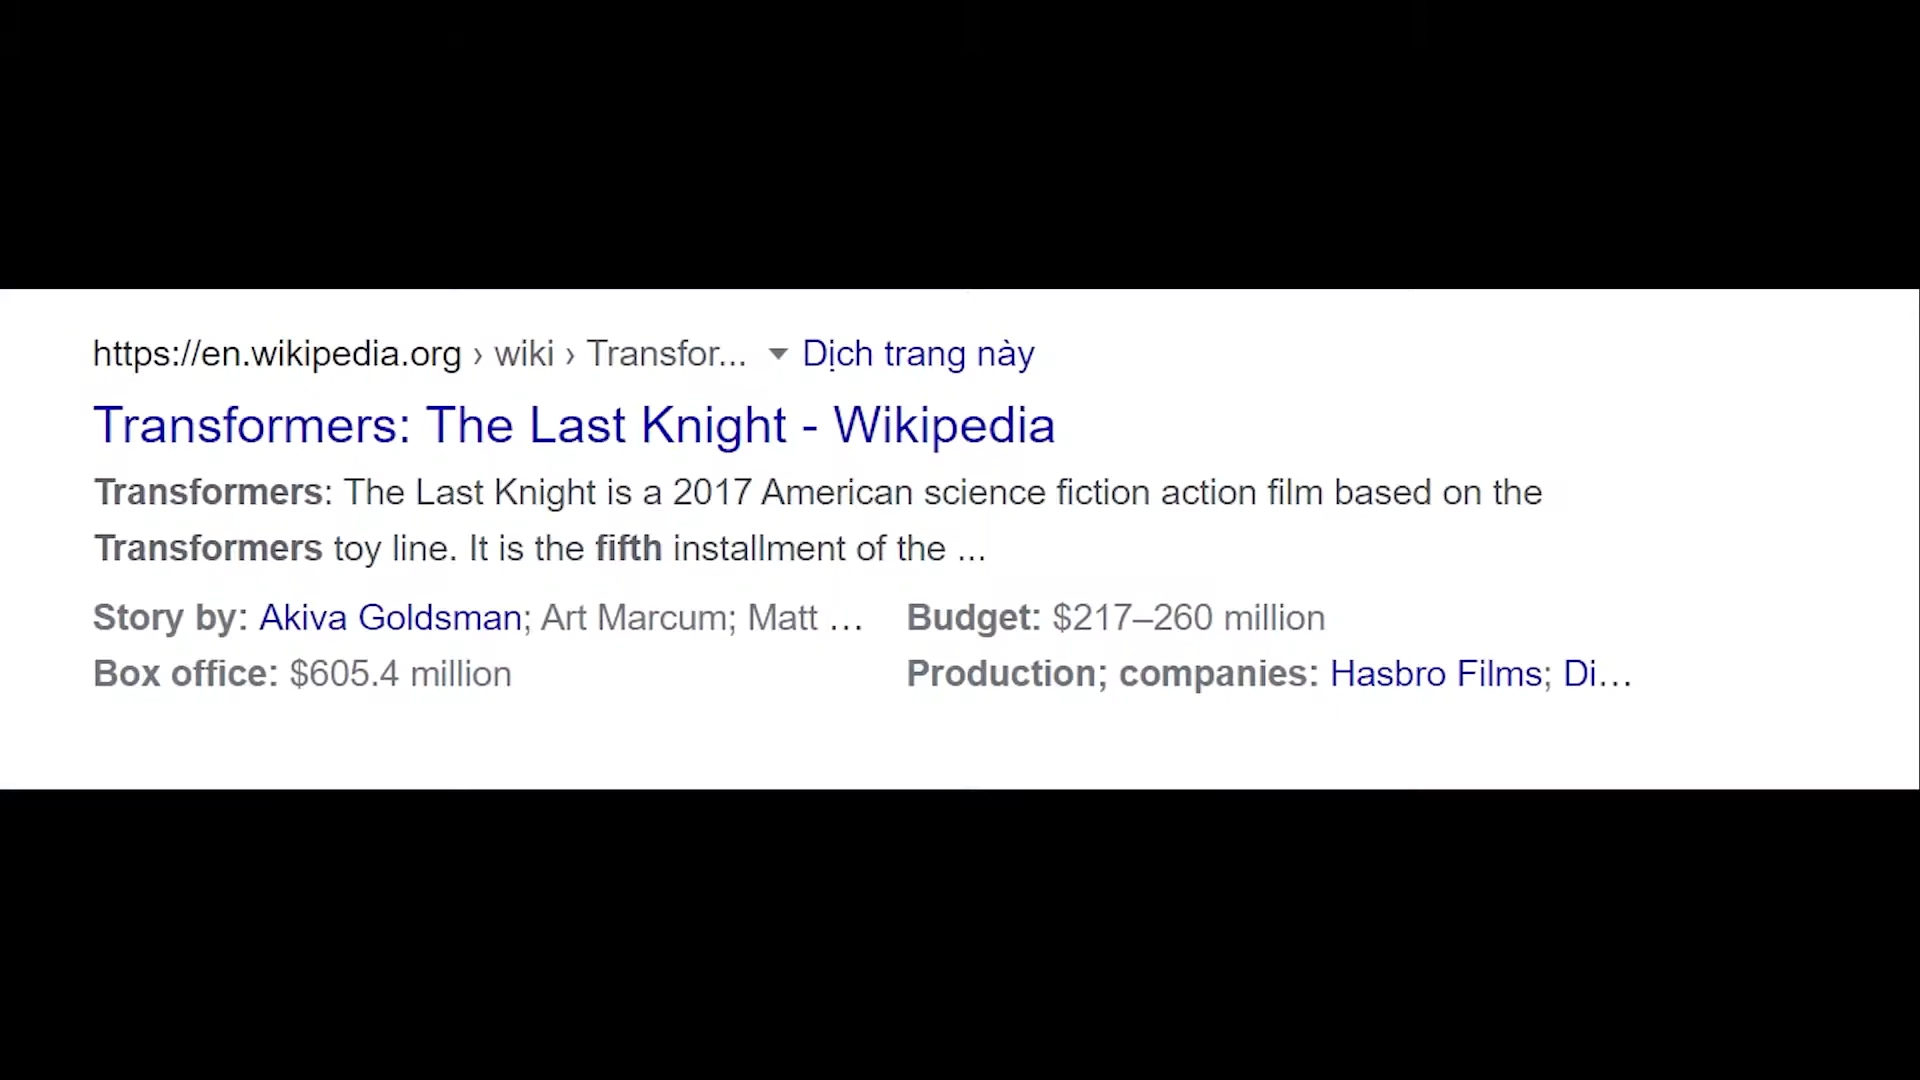 https://en.wikipedia.org › wiki › Transfor... Dịch trang này
Transformers: The Last Knight - Wikipedia
Transformers: The Last Knight is a 2017 American science fiction action film based on the
Transformers toy line. It is the fifth installment of the ...
Story by: Akiva Goldsman; Art Marcum; Matt ... Budget: $217–260 million
Box office: $605.4 million Production; companies: Hasbro Films; Di...